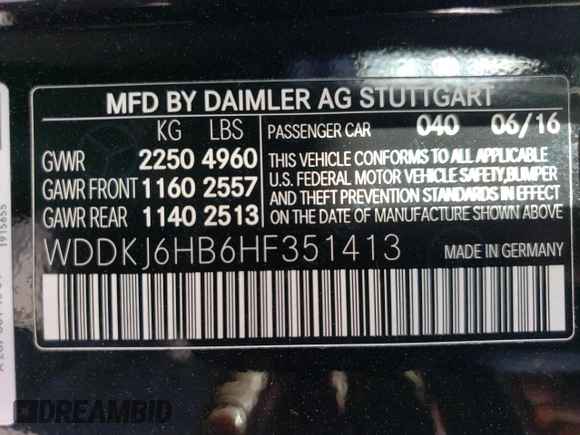 MFD BY DAIMLER AG STUTTGART
KG LBS PASSENGER CAR 040 06/16
GVWR 2250 4960 THIS VEHICLE CONFORMS TO ALL APPLICABLE
GAWR FRONT 1160 2557 U.S. FEDERAL MOTOR VEHICLE SAFETY,BUMPER
AND THEFT PREVENTION STANDARDS IN EFFECT
GAWR REAR 1140 2513 ON THE DATE OF MANUFACTURE SHOWN ABOVE.
WDDKJ6HB6HF351413 MADE IN GERMANY
1915655
DREAMBID